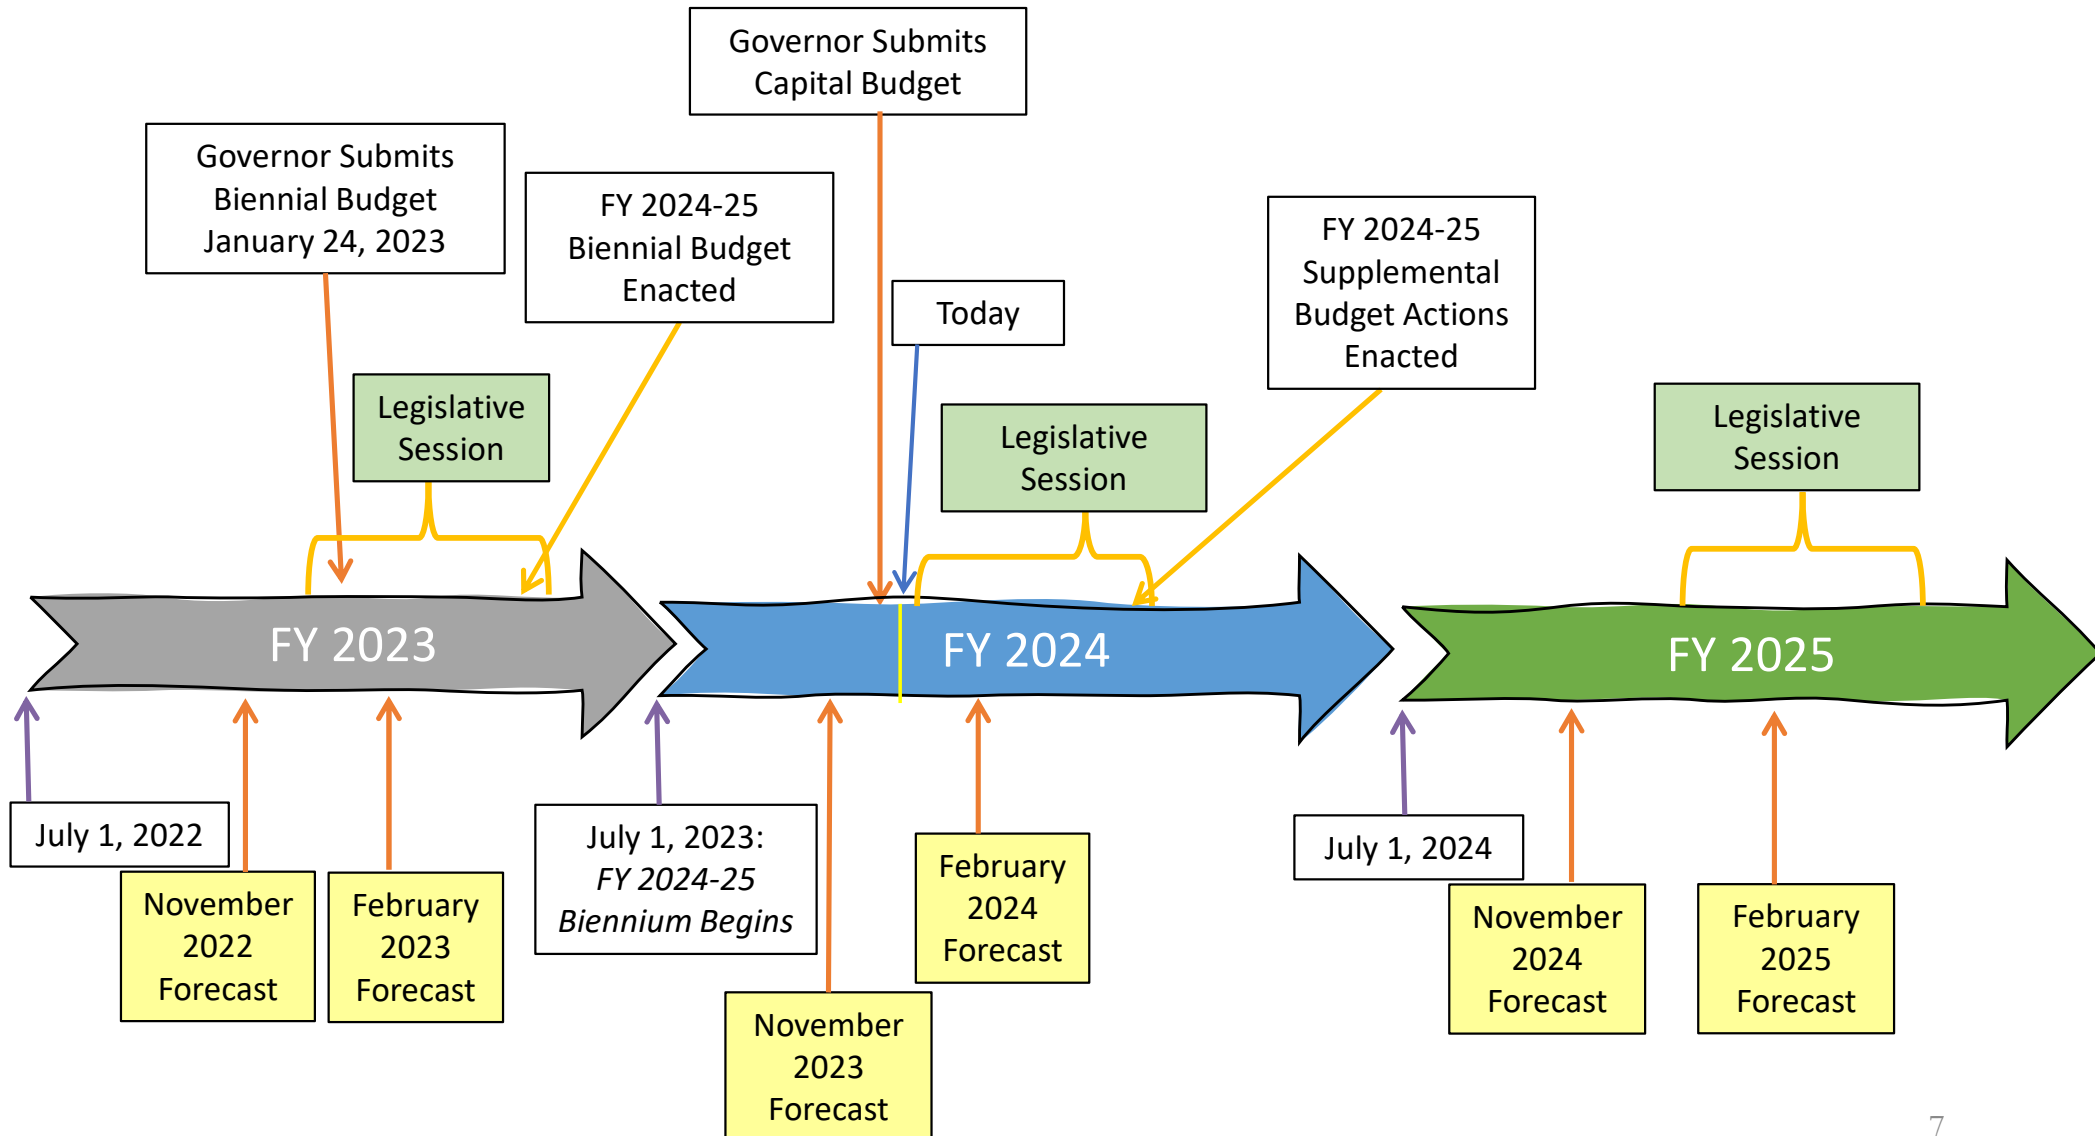 Governor Submits
Capital Budget
Governor Submits
Biennial Budget
January 24, 2023
FY 2024-25
Biennial Budget
Enacted
FY 2024-25
Supplemental
Budget Actions
Enacted
Today
Legislative
Session
Legislative
Session
Legislative
Session
FY 2023
FY 2024
FY 2025
July 1, 2022
November
2022
Forecast
February
2023
Forecast
July 1, 2023:
FY 2024-25
Biennium Begins
November
2023
Forecast
February
2024
Forecast
July 1, 2024
November
2024
Forecast
February
2025
Forecast
7